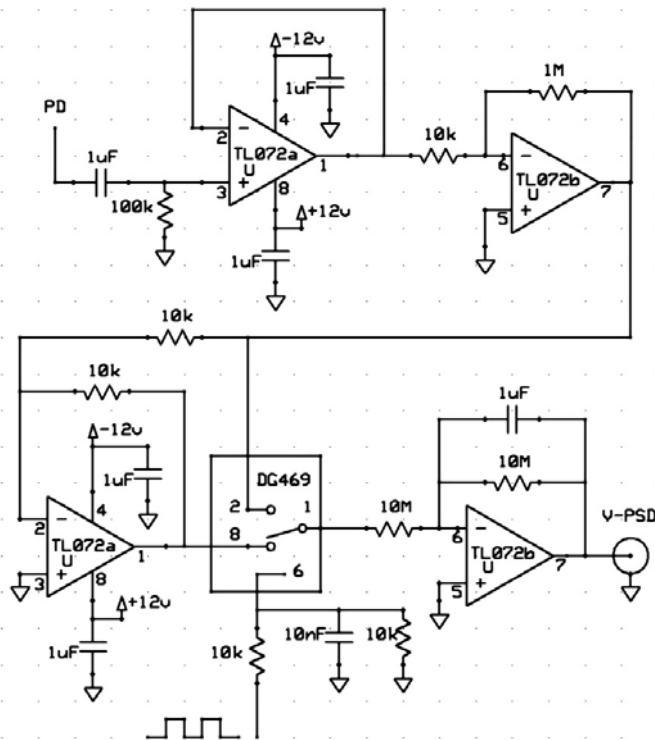 -12v
1uF
4
1M
PD
2
-
TL072a
U
1
10k
6
-
TL072b
U
7
1uF
3
+
8
+12v
5
+
100k
1uF
10k
10k
1uF
-12v
DG469
10M
1uF
4
2
1
V-PSD
2
-
TL072a
U
1
8
10M
6
-
TL072b
U
7
3
+
8
6
5
+
+12v
1uF
10k
10nF
10k